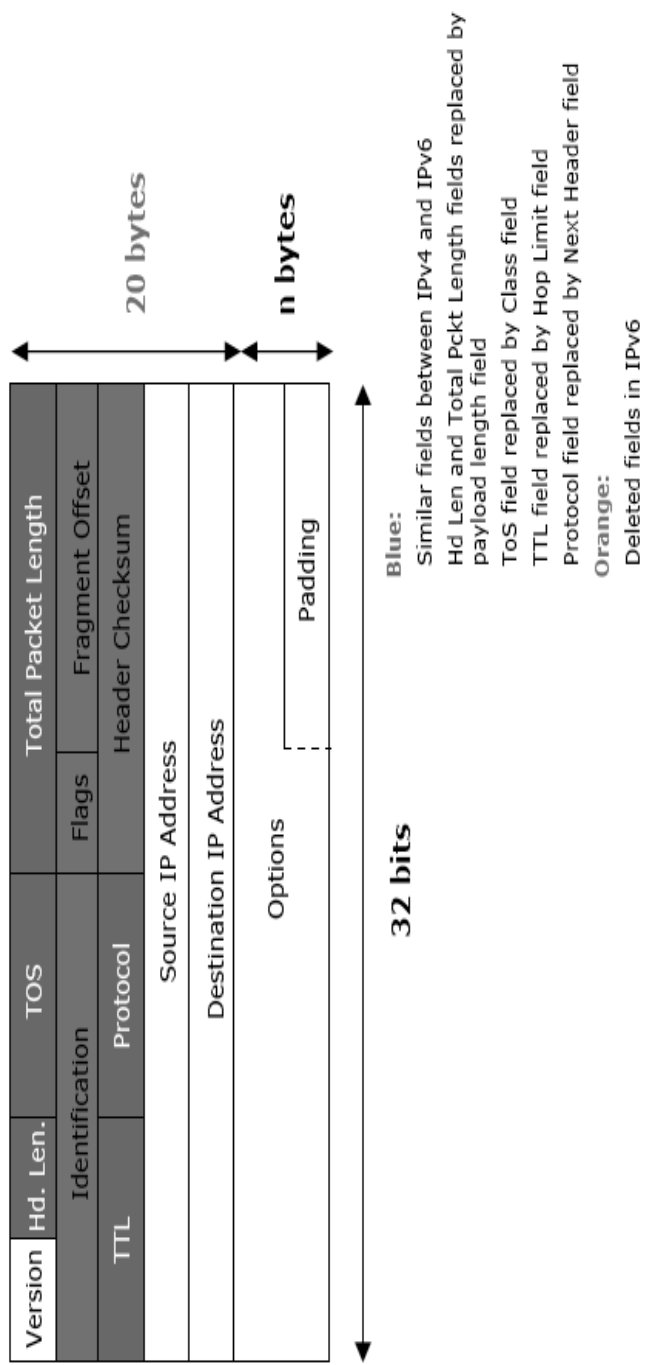 Version Hd. Len. TOS Total Packet Length
Identification Flags Fragment Offset
TTL Protocol Header Checksum
Source IP Address
Destination IP Address
Options
Padding
20 bytes
n bytes
32 bits
Blue:
Similar fields between IPv4 and IPv6
Hd Len and Total Pckt Length fields replaced by
payload length field
ToS field replaced by Class field
TTL field replaced by Hop Limit field
Protocol field replaced by Next Header field
Orange:
Deleted fields in IPv6